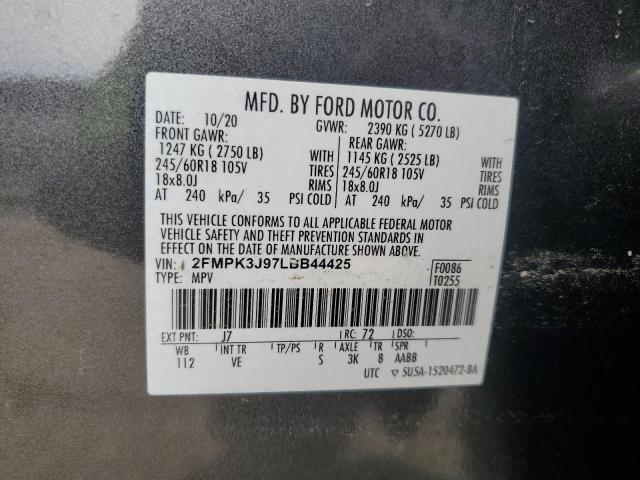 MFD. BY FORD MOTOR CO.
DATE: 10/20 GVWR: 2390 KG ( 5270 LB)
FRONT GAWR: REAR GAWR:
1247 KG ( 2750 LB) WITH 1145 KG ( 2525 LB) WITH
245/60R18 105V TIRES 245/60R18 105V TIRES
18x8.0J RIMS 18x8.0J RIMS
AT 240 kPa/ 35 PSI COLD AT 240 kPa/ 35 PSI COLD
THIS VEHICLE CONFORMS TO ALL APPLICABLE FEDERAL MOTOR
VEHICLE SAFETY AND THEFT PREVENTION STANDARDS IN
EFFECT ON THE DATE OF MANUFACTURE SHOWN ABOVE.
VIN: 2FMPK3J97LBB44425 F0086
TYPE: MPV T0255
EXT PNT: J7 RC: 72 DSO:
WB INT TR TP/PS R AXLE TR SPR
112 VE S 3K 8 AABB
UTC ▽ 5U5A-1520472-BA